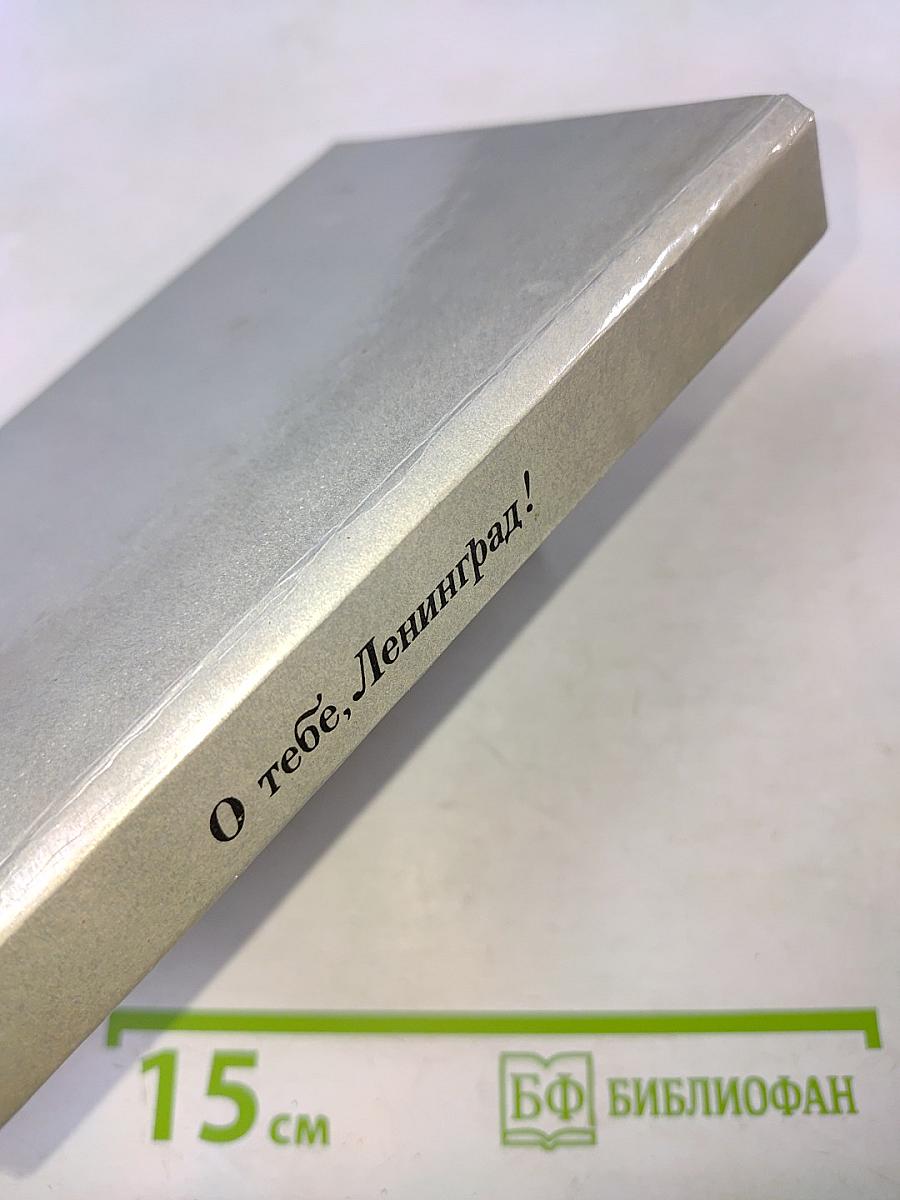 О тебе, Ленинград!
15 см
БФ БИБЛИОФАН